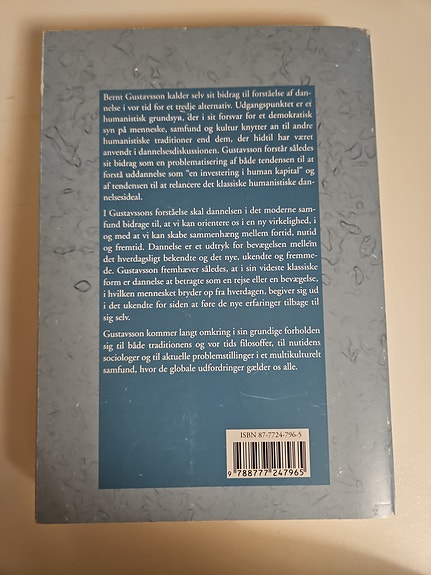 Bernt Gustavsson kalder selv sit bidrag til forståelse af dan-
nelse i vor tid for et tredje alternativ. Udgangspunktet er et
humanistisk grundsyn, der i sit forsvar for et demokratisk
syn på menneske, samfund og kultur knytter an til andre
humanistiske traditioner end dem, der hidtil har været
anvendt i dannelsesdiskussionen. Gustavsson forstår således
sit bidrag som en problematisering af både tendensen til at
forstå uddannelse som "en investering i human kapital" og
af tendensen til at relancere det klassiske humanistiske dan-
nelsesideal.
I Gustavssons forståelse skal dannelsen i det moderne sam-
fund bidrage til, at vi kan orientere os i en ny virkelighed, i
og med at vi kan skabe sammenhæng mellem fortid, nutid
og fremtid. Dannelse er et udtryk for bevægelsen mellem
det hverdagsligt bekendte og det nye, ukendte og fremme-
de. Gustavsson fremhæver således, at i sin videste klassiske
form er dannelse at betragte som en rejse eller en bevægelse,
i hvilken mennesket bryder op fra hverdagen, begiver sig ud
i det ukendte for siden at føre de nye erfaringer tilbage til
sig selv.
Gustavsson kommer langt omkring i sin grundige forholden
sig til både traditionens og vor tids filosoffer, til nutidens
sociologer og til aktuelle problemstillinger i et multikulturelt
samfund, hvor de globale udfordringer gælder os alle.
ISBN 87-7724-796-5
9 788777 247965